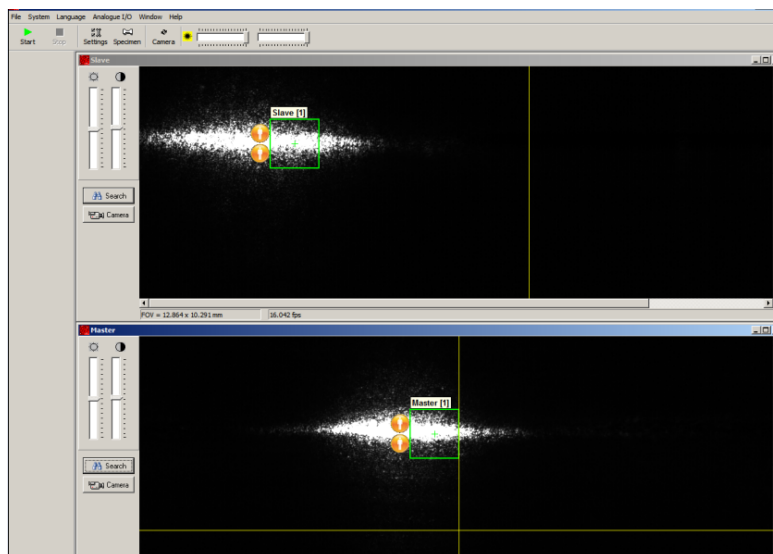 File System Language Analogue I/O Window Help
Start Stop Settings Specimen Camera
Slave
Slave [1]
Search
Camera
FOV = 12.864 x 10.291 mm 16.042 fps
Master
Master [1]
Search
Camera